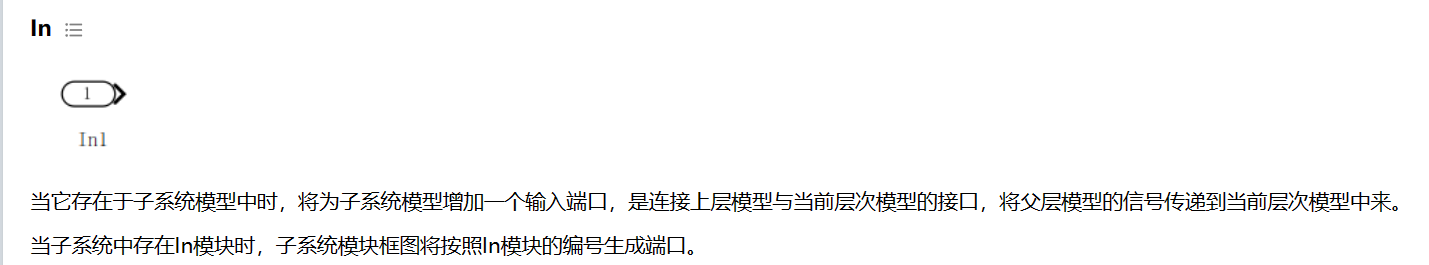 In
1
In1
当它存在于子系统模型中时，将为子系统模型增加一个输入端口，是连接上层模型与当前层次模型的接口，将父层模型的信号传递到当前层次模型中来。
当子系统中存在In模块时，子系统模块框图将按照In模块的编号生成端口。